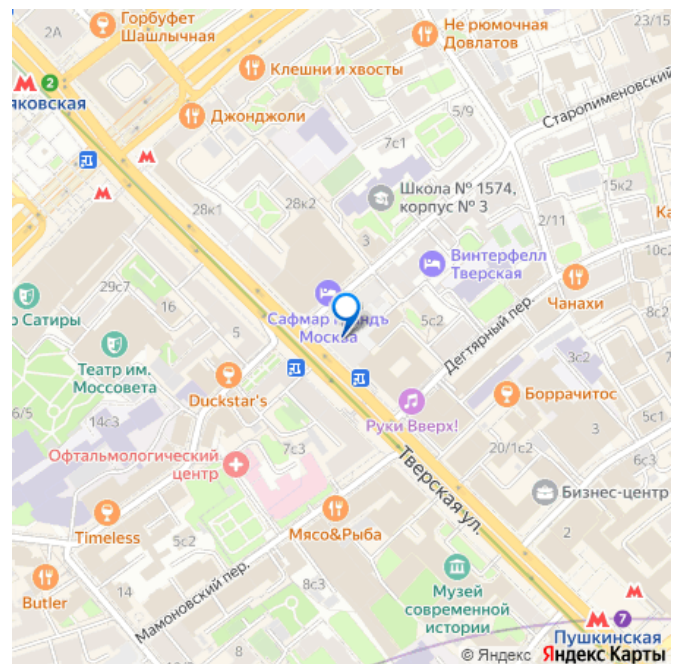 2А
Горбуфет
Шашлычная
Не рюмочная
Довлатов
23/15
Клешни и хвосты
2
яковская
Джонджоли
5/9
Старопименовский
7с1
Школа № 1574,
корпус № 3
15к2
28к1
28к2
2/11
Ка
3
10с2
Винтерфелл
Тверская
Чанахи
29с7
16
Сафмар Грандъ
Москва
5с2
Дегтярный пер.
8с2
р Сатиры
5
3с2
Театр им.
Моссовета
Duckstar's
Боррачитос
6/5
14с3
Руки Вверх!
5с1
3
Офтальмологический
центр
7с3
20/1с2
6с3
Тверская ул.
Бизнес-центр
Timeless
5с2
Мясо&Рыба
2
14
8с3
Butler
Мамоновский пер.
Музей
современной
истории
7
Пушкинская
© Яндекс Яндекс Карты